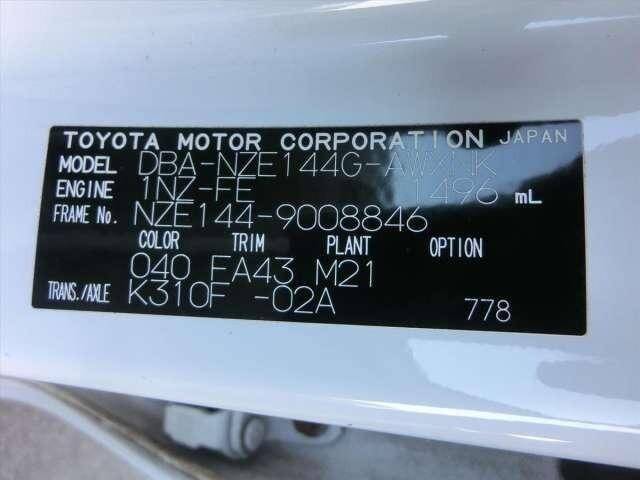 TOYOTA MOTOR CORPORATION JAPAN
MODEL DBA-NZE144G-AWXNK
ENGINE 1NZ-FE 1496 mL
FRAME No. NZE144-9008846
COLOR TRIM PLANT OPTION
040 FA43 M21
TRANS./AXLE K310F -02A 778